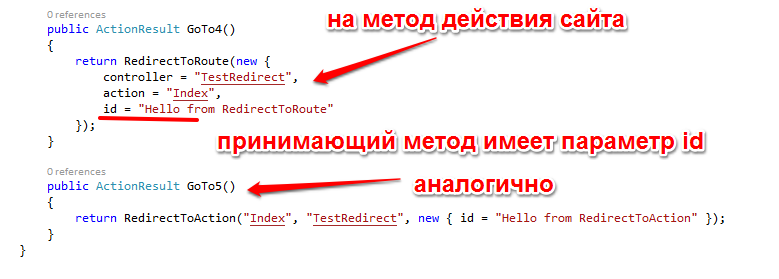 0 references
public ActionResult GoTo4()
на метод действия сайта
{
return RedirectToRoute(new {
controller = "TestRedirect",
action = "Index",
id = "Hello from RedirectToRoute"
});
}
принимающий метод имеет параметр id
0 references
public ActionResult GoTo5()
аналогично
{
return RedirectToAction("Index", "TestRedirect", new { id = "Hello from RedirectToAction" });
}
}